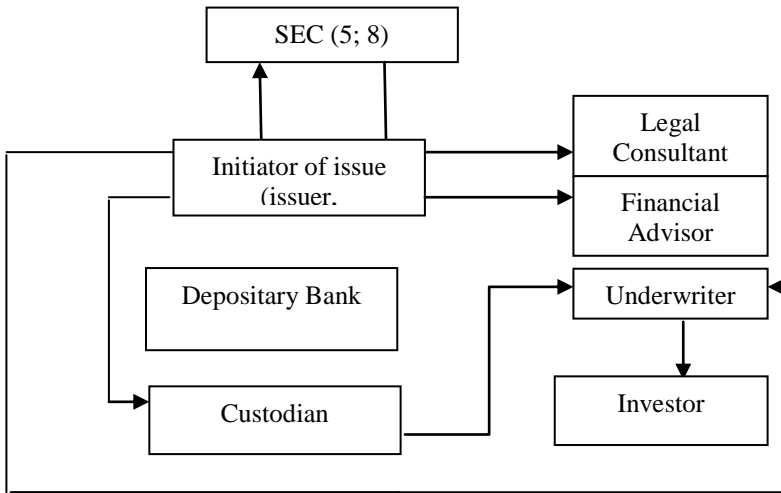 SEC (5; 8)
Legal
Consultant
Initiator of issue
(issuer,
Financial
Advisor
Depositary Bank
Underwriter
Custodian
Investor